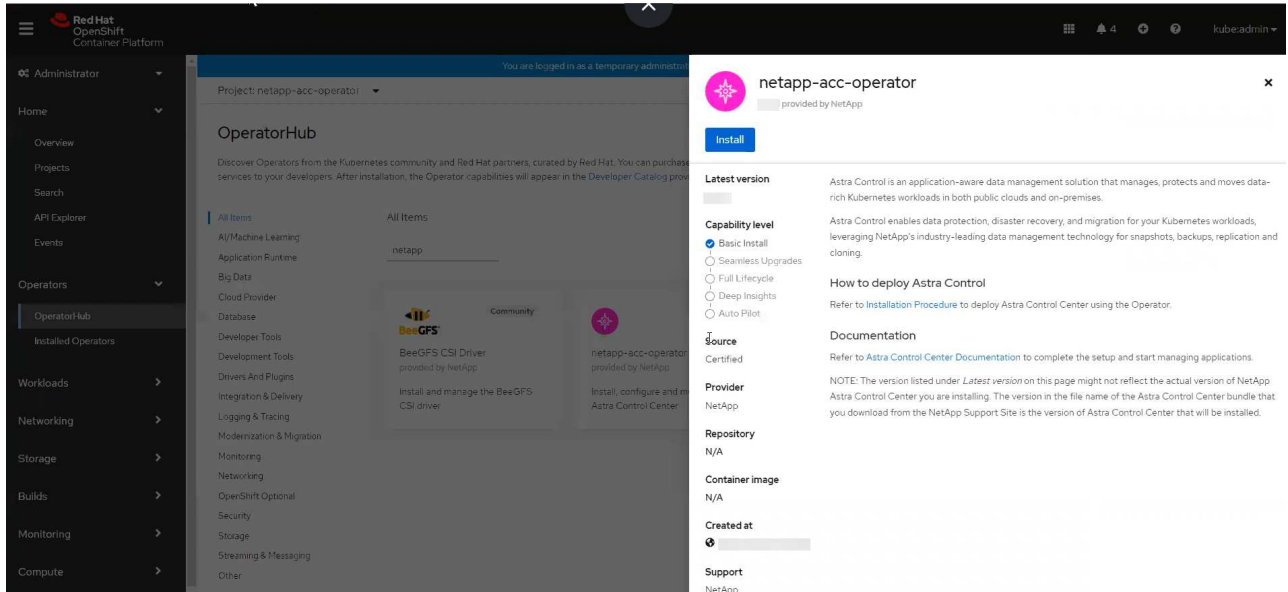 Red Hat
OpenShift
Container Platform
4
kube:admin
Administrator
Home
Overview
Projects
Search
API Explorer
Events
Operators
OperatorHub
Installed Operators
Workloads
Networking
Storage
Builds
Monitoring
Compute
You are logged in as a temporary administrat
Project: netapp-acc-operator
OperatorHub
Discover Operators from the Kubernetes community and Red Hat partners, curated by Red Hat. You can purchase
services to your developers. After installation, the Operator capabilities will appear in the Developer Catalog prov
All Items
AI/Machine Learning
Application Runtime
Big Data
Cloud Provider
Database
Developer Tools
Development Tools
Drivers And Plugins
Integration & Delivery
Logging & Tracing
Modernization & Migration
Monitoring
Networking
OpenShift Optional
Security
Storage
Streaming & Messaging
Other
All Items
netapp
Community
BeeGFS
BeeGFS CSI Driver
provided by NetApp
Install and manage the BeeGFS
CSI driver
netapp-acc-operator
provided by NetApp
Install, configure and m
Astra Control Center
netapp-acc-operator
provided by NetApp
Install
Latest version
Capability level
Basic Install
Seamless Upgrades
Full Lifecycle
Deep Insights
Auto Pilot
Source
Certified
Provider
NetApp
Repository
N/A
Container image
N/A
Created at
Support
NetApp
Astra Control is an application-aware data management solution that manages, protects and moves data-
rich Kubernetes workloads in both public clouds and on-premises.
Astra Control enables data protection, disaster recovery, and migration for your Kubernetes workloads,
leveraging NetApp's industry-leading data management technology for snapshots, backups, replication and
cloning.
How to deploy Astra Control
Refer to Installation Procedure to deploy Astra Control Center using the Operator.
Documentation
Refer to Astra Control Center Documentation to complete the setup and start managing applications.
NOTE: The version listed under Latest version on this page might not reflect the actual version of NetApp
Astra Control Center you are installing. The version in the file name of the Astra Control Center bundle that
you download from the NetApp Support Site is the version of Astra Control Center that will be installed.